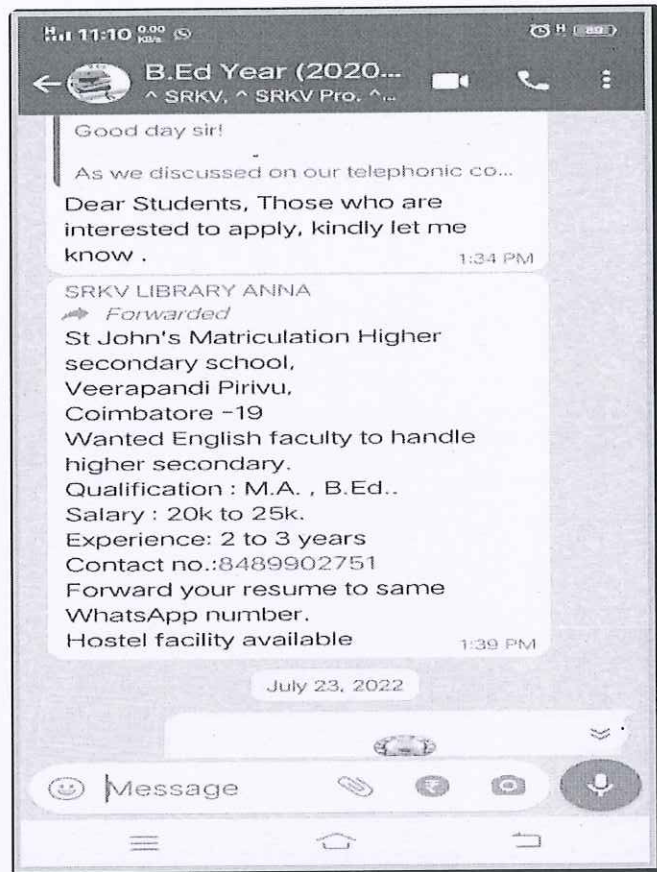 11:10 0.00 KB/s H 89
B.Ed Year (2020...
^ SRKV, ^ SRKV Pro. ^...
Good day sir!
As we discussed on our telephonic co...
Dear Students, Those who are
interested to apply, kindly let me
know .
1:34 PM
SRKV LIBRARY ANNA
Forwarded
St John's Matriculation Higher
secondary school,
Veerapandi Pirivu,
Coimbatore -19
Wanted English faculty to handle
higher secondary.
Qualification : M.A. , B.Ed..
Salary : 20k to 25k.
Experience: 2 to 3 years
Contact no.:8489902751
Forward your resume to same
WhatsApp number.
Hostel facility available
1:39 PM
July 23, 2022
Message